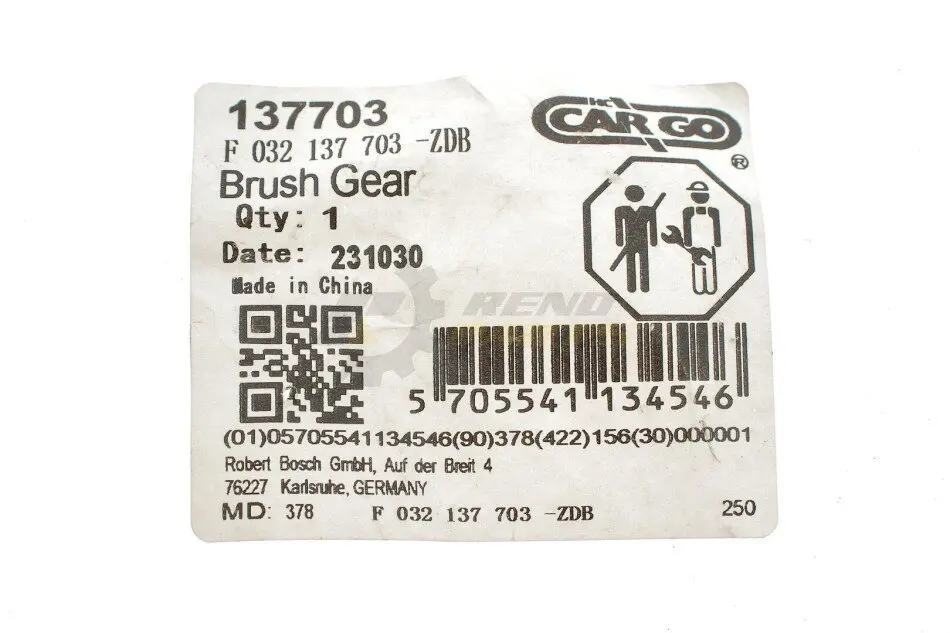 137703
F 032 137 703 -ZDB
Brush Gear
Qty: 1
Date: 231030
Made in China
HC
CARGO
®
RENO
5 705541 134546
(01)05705541134546(90)378(422)156(30)000001
Robert Bosch GmbH, Auf der Breit 4
76227 Karlsruhe, GERMANY
MD: 378 F 032 137 703 -ZDB 250